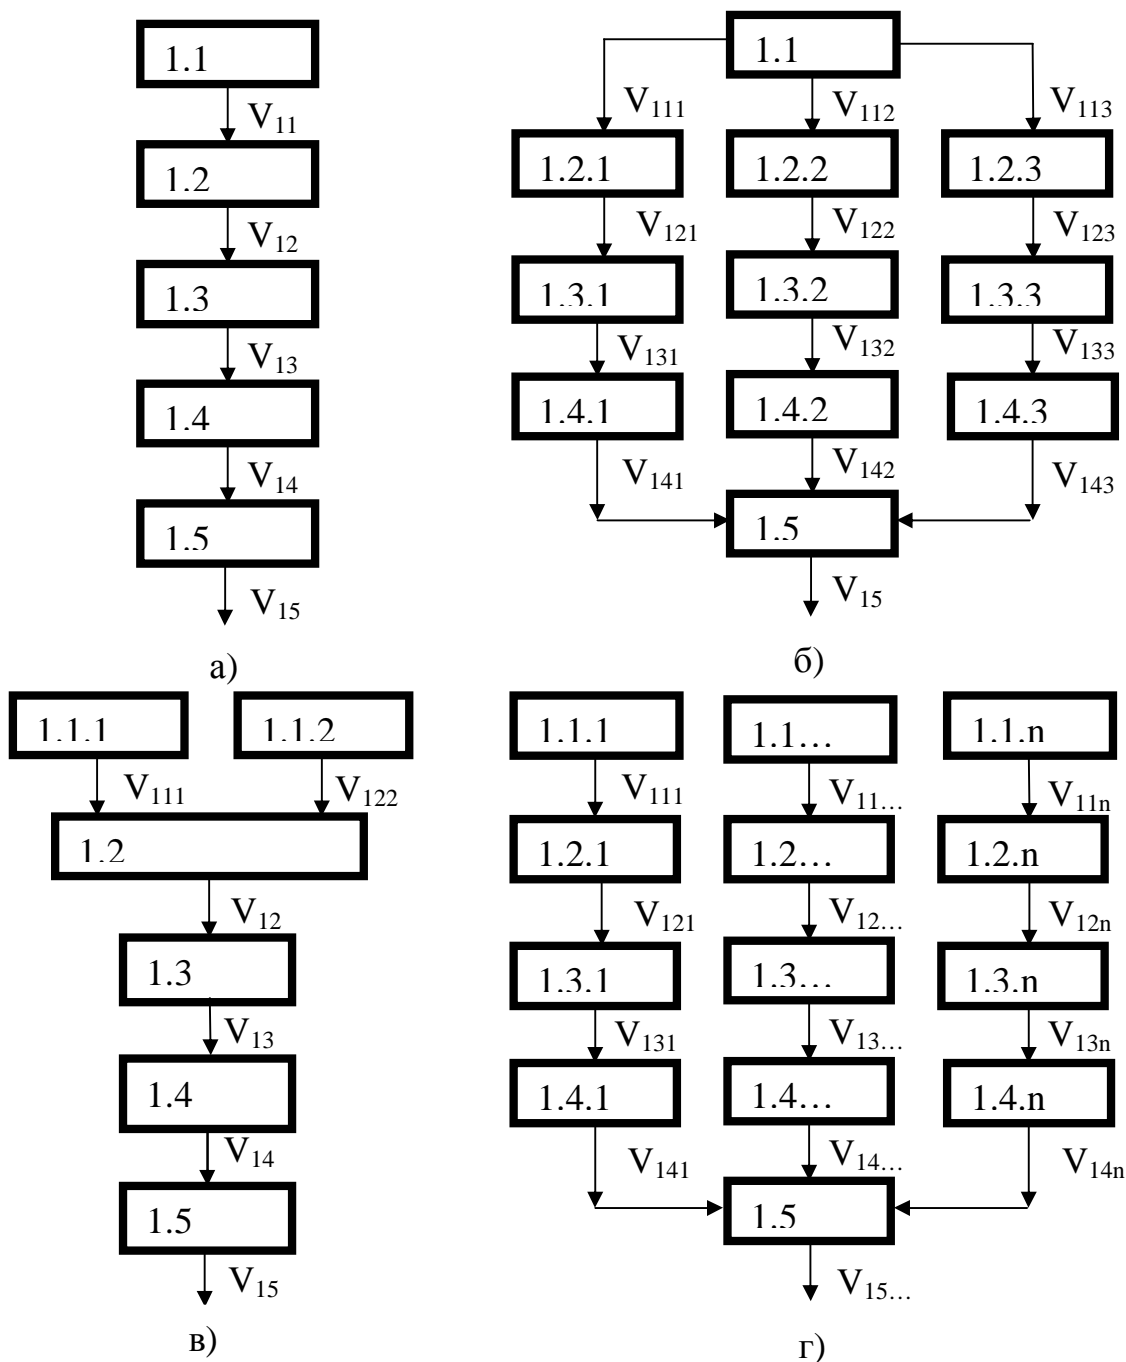 1.1
V11
1.2
V12
1.3
V13
1.4
V14
1.5
V15
а)
1.1
V111
V112
V113
1.2.1
1.2.2
1.2.3
V121
V122
V123
1.3.1
1.3.2
1.3.3
V131
V132
V133
1.4.1
1.4.2
1.4.3
V141
V142
V143
1.5
V15
б)
1.1.1
1.1.2
V111
V122
1.2
V12
1.3
V13
1.4
V14
1.5
V15
в)
1.1.1
1.1…
1.1.n
V111
V11…
V11n
1.2.1
1.2…
1.2.n
V121
V12…
V12n
1.3.1
1.3…
1.3.n
V131
V13…
V13n
1.4.1
1.4…
1.4.n
V141
V14…
V14n
1.5
V15…
г)